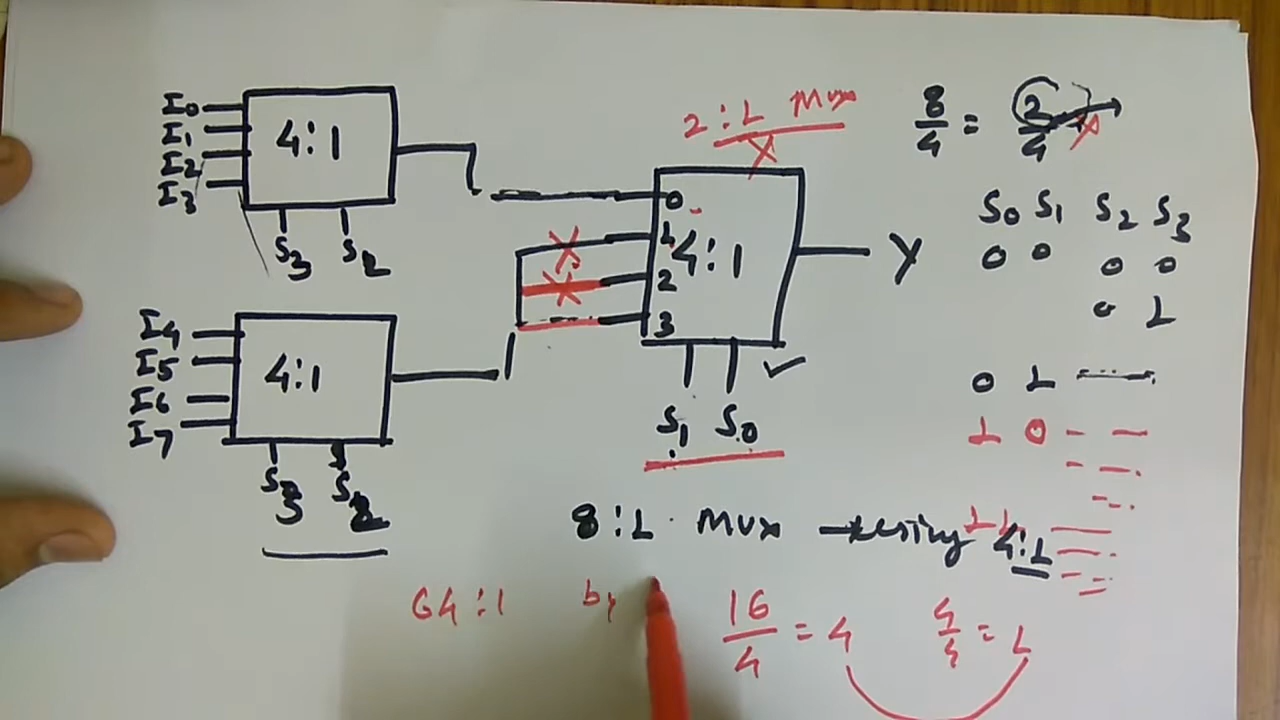 2:1 Mux
8/4 = 2/4
I0
I1
I2
I3
4:1
S3 S2
I4
I5
I6
I7
4:1
S3 S2
0
1
2
3
4:1
Y
S1 S0
S0 S1 S2 S3
0 0 0 0
0 1
0 1
1 0
11
8:1 MUX using 4:1
64:1 by
16/4 = 4
4/4 = 1